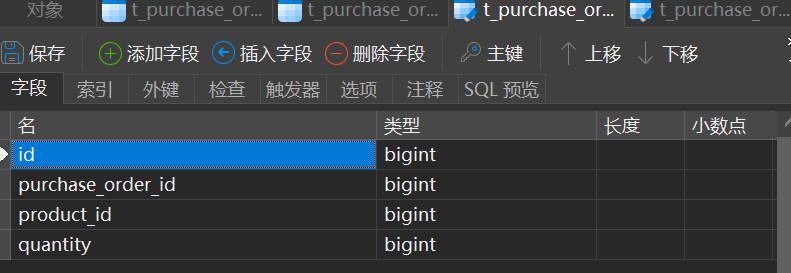 对象 t_purchase_or... t_purchase_or... t_purchase_or... t_purchase_or...
保存 添加字段 插入字段 删除字段 主键 上移 下移
字段 索引 外键 检查 触发器 选项 注释 SQL 预览
名 类型 长度 小数点
id bigint
purchase_order_id bigint
product_id bigint
quantity bigint